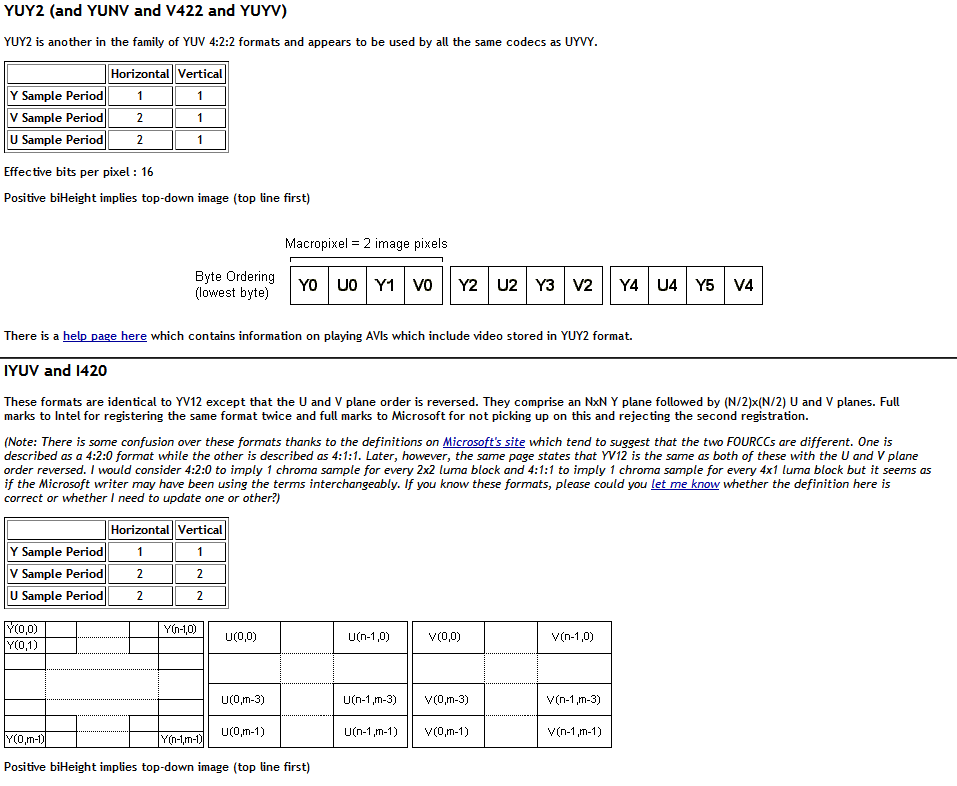 YUY2 (and YUNV and V422 and YUYV)
YUY2 is another in the family of YUV 4:2:2 formats and appears to be used by all the same codecs as UYVY.
Horizontal Vertical
Y Sample Period 1 1
V Sample Period 2 1
U Sample Period 2 1
Effective bits per pixel : 16
Positive biHeight implies top-down image (top line first)
Macropixel = 2 image pixels
Byte Ordering
(lowest byte)
Y0 U0 Y1 V0 Y2 U2 Y3 V2 Y4 U4 Y5 V4
There is a help page here which contains information on playing AVIs which include video stored in YUY2 format.
IYUV and I420
These formats are identical to YV12 except that the U and V plane order is reversed. They comprise an NxN Y plane followed by (N/2)x(N/2) U and V planes. Full
marks to Intel for registering the same format twice and full marks to Microsoft for not picking up on this and rejecting the second registration.
(Note: There is some confusion over these formats thanks to the definitions on Microsoft's site which tend to suggest that the two FOURCCs are different. One is
described as a 4:2:0 format while the other is described as 4:1:1. Later, however, the same page states that YV12 is the same as both of these with the U and V plane
order reversed. I would consider 4:2:0 to imply 1 chroma sample for every 2x2 luma block and 4:1:1 to imply 1 chroma sample for every 4x1 luma block but it seems as
if the Microsoft writer may have been using the terms interchangeably. If you know these formats, please could you let me know whether the definition here is
correct or whether I need to update one or other?)
Horizontal Vertical
Y Sample Period 1 1
V Sample Period 2 2
U Sample Period 2 2
Y(0,0) Y(n-1,0) U(0,0) U(n-1,0) V(0,0) V(n-1,0)
Y(0,1)
U(0,m-3) U(n-1,m-3) V(0,m-3) V(n-1,m-3)
Y(0,m-1) Y(n-1,m-1) U(0,m-1) U(n-1,m-1) V(0,m-1) V(n-1,m-1)
Positive biHeight implies top-down image (top line first)